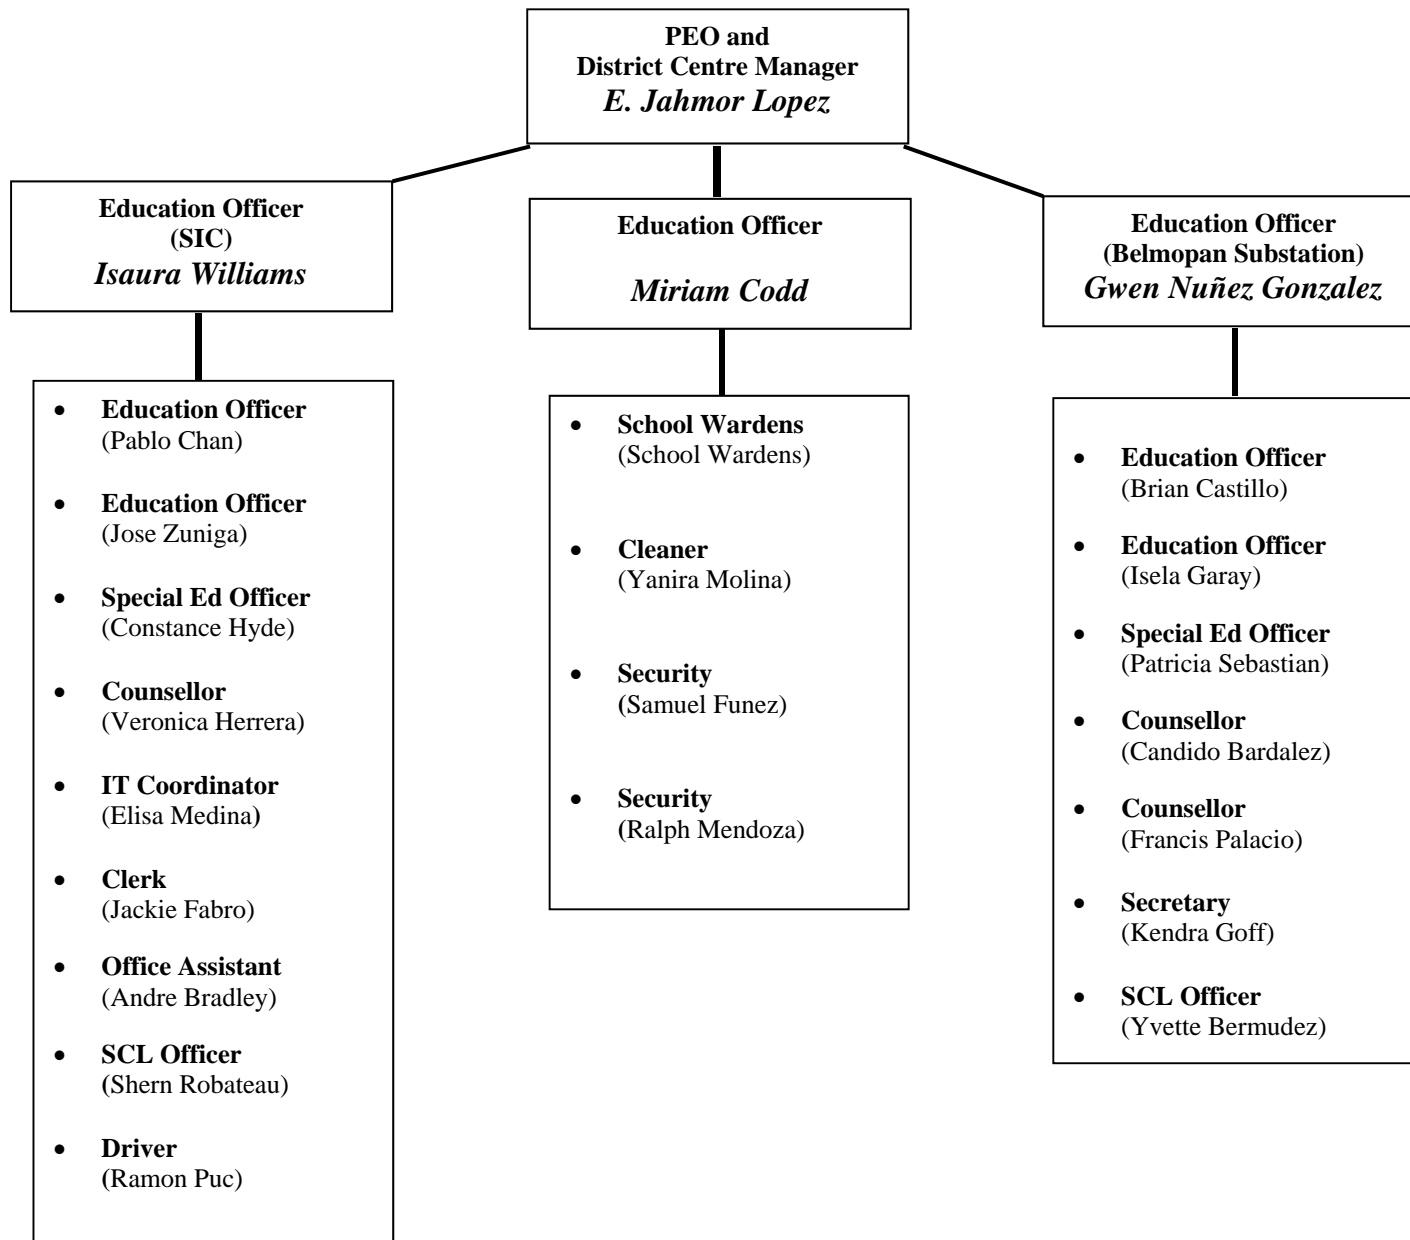 PEO and
District Centre Manager
E. Jahmor Lopez
Education Officer
(SIC)
Isaura Williams
Education Officer
Miriam Codd
Education Officer
(Belmopan Substation)
Gwen Nuñez Gonzalez
• Education Officer
(Pablo Chan)
• Education Officer
(Jose Zuniga)
• Special Ed Officer
(Constance Hyde)
• Counsellor
(Veronica Herrera)
• IT Coordinator
(Elisa Medina)
• Clerk
(Jackie Fabro)
• Office Assistant
(Andre Bradley)
• SCL Officer
(Shern Robateau)
• Driver
(Ramon Puc)
• School Wardens
(School Wardens)
• Cleaner
(Yanira Molina)
• Security
(Samuel Funez)
• Security
(Ralph Mendoza)
• Education Officer
(Brian Castillo)
• Education Officer
(Isela Garay)
• Special Ed Officer
(Patricia Sebastian)
• Counsellor
(Candido Bardalez)
• Counsellor
(Francis Palacio)
• Secretary
(Kendra Goff)
• SCL Officer
(Yvette Bermudez)